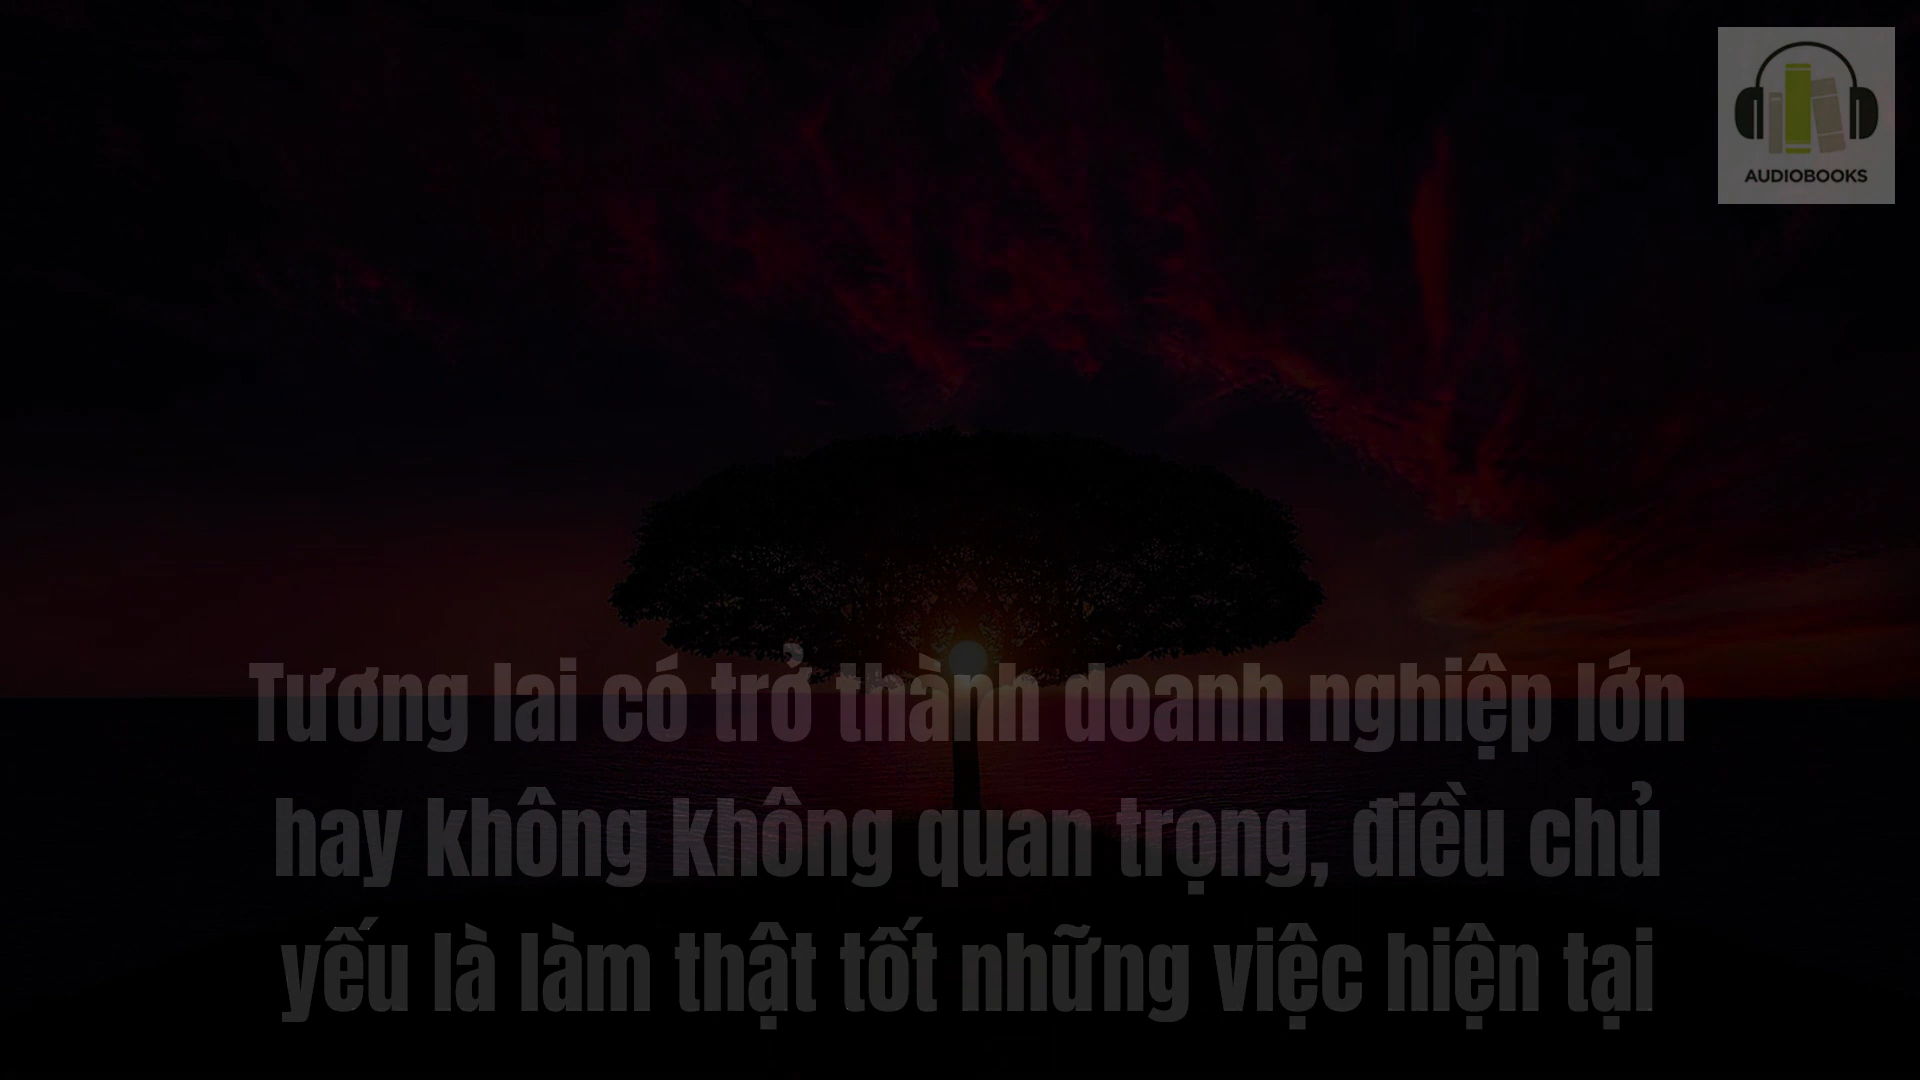 AUDIOBOOKS
Tương lai có trở thành doanh nghiệp lớn
hay không không quan trọng, điều chủ
yếu là làm thật tốt những việc hiện tại